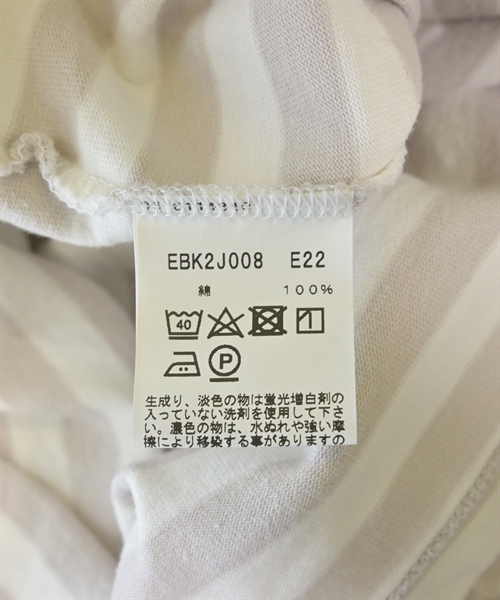 EBK2J008 E22
綿 100%
40
P
生成り、淡色の物は蛍光増白剤の
入っていない洗剤を使用して下さ
い。濃色の物は、水ぬれや強い摩
擦により移染する事がありますの